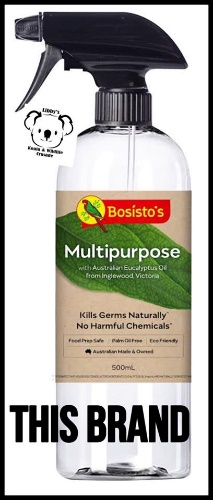 Libby's
Koala & Wildlife
Crusade
Bosisto's
Multipurpose
with Australian Eucalyptus Oil
from Inglewood, Victoria
Kills Germs Naturally*
No Harmful Chemicals*
Food Prep Safe
Palm Oil Free
Eco Friendly
Australian Made & Owned
500mL
THIS BRAND